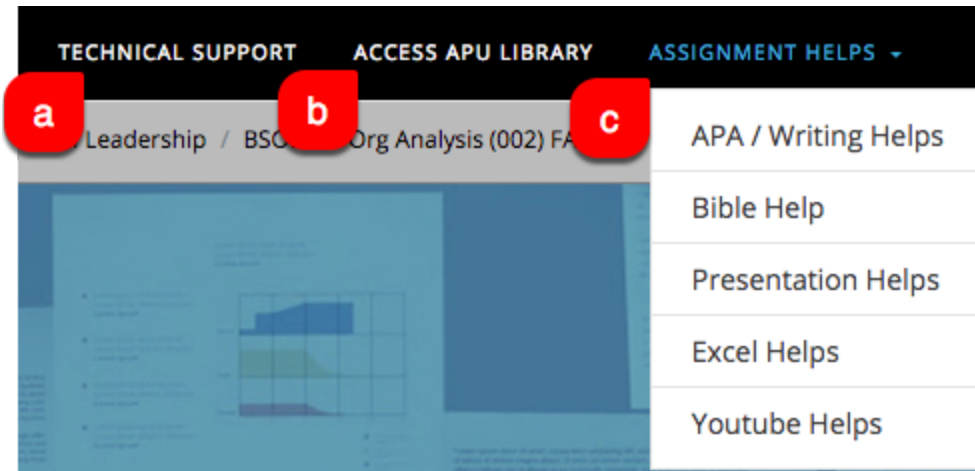 TECHNICAL SUPPORT ACCESS APU LIBRARY ASSIGNMENT HELPS
a b c
Leadership / BSO Org Analysis (002) FA
APA / Writing Helps
Bible Help
Presentation Helps
Excel Helps
Youtube Helps